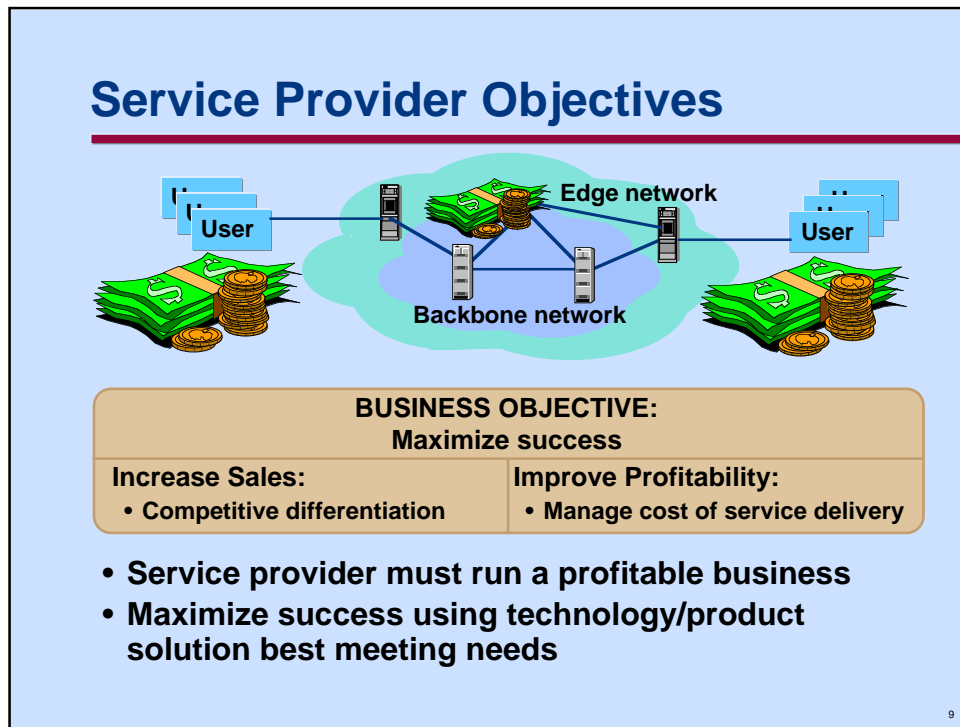 Service Provider Objectives
Edge network
User
User
Backbone network
BUSINESS OBJECTIVE:
Maximize success
Increase Sales:
• Competitive differentiation
Improve Profitability:
• Manage cost of service delivery
• Service provider must run a profitable business
• Maximize success using technology/product
solution best meeting needs
9